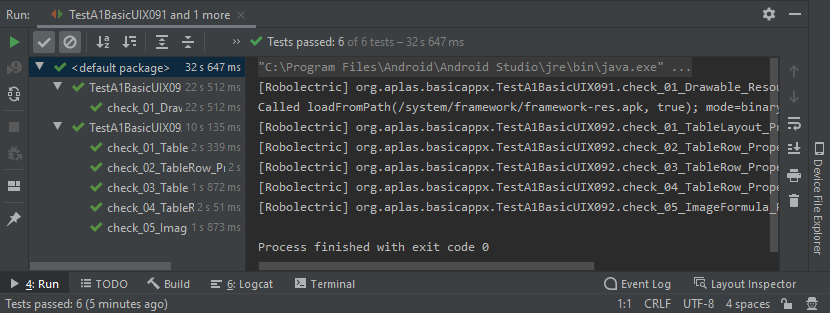 Run: TestA1BasicUIX091 and 1 more
Tests passed: 6 of 6 tests – 32 s 647 ms
<default package> 32 s 647 ms
TestA1BasicUIX09 22 s 512 ms
check_01_Drav 22 s 512 ms
TestA1BasicUIX09 10 s 135 ms
check_01_Table 2 s 339 ms
check_02_TableRow_P 2 s
check_03_Table 1 s 872 ms
check_04_TableR 2 s 51 ms
check_05_Imag 1 s 873 ms
"C:\Program Files\Android\Android Studio\jre\bin\java.exe" ...
[Robolectric] org.aplas.basicappx.TestA1BasicUIX091.check_01_Drawable_Resou
Called loadFromPath(/system/framework/framework-res.apk, true); mode=binary
[Robolectric] org.aplas.basicappx.TestA1BasicUIX092.check_01_TableLayout_Pr
[Robolectric] org.aplas.basicappx.TestA1BasicUIX092.check_02_TableRow_Prope
[Robolectric] org.aplas.basicappx.TestA1BasicUIX092.check_03_TableRow_Prope
[Robolectric] org.aplas.basicappx.TestA1BasicUIX092.check_04_TableRow_Prope
[Robolectric] org.aplas.basicappx.TestA1BasicUIX092.check_05_ImageFormula_P
Process finished with exit code 0
Device File Explorer
4: Run TODO Build 6: Logcat Terminal Event Log Layout Inspector
Tests passed: 6 (5 minutes ago) 1:1 CRLF UTF-8 4 spaces